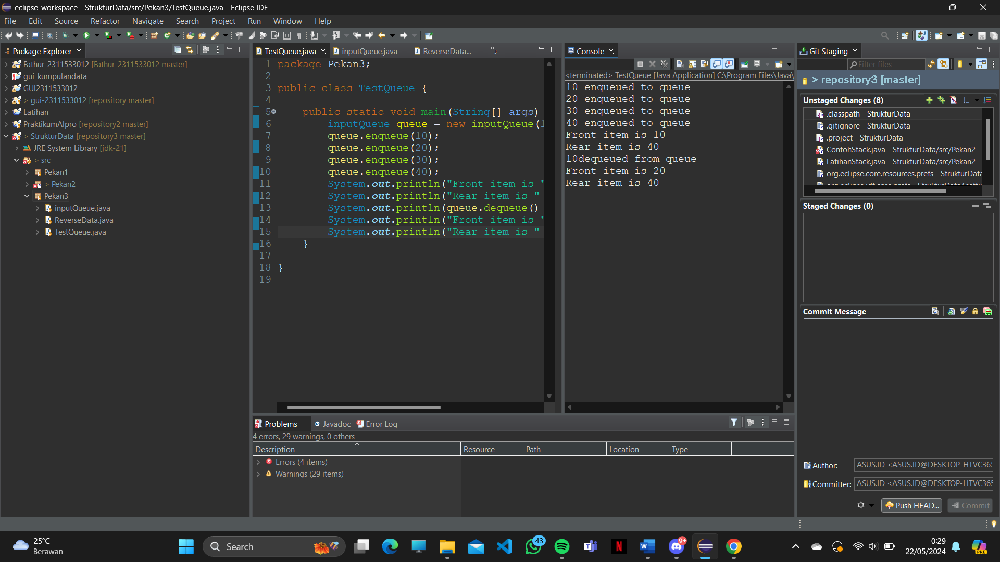 eclipse-workspace - StrukturData/src/Pekan3/TestQueue.java - Eclipse IDE
File Edit Source Refactor Navigate Search Project Run Window Help
Package Explorer
Fathur-2311533012 [Fathur-2311533012 master]
gui_kumpulandata
GUI2311533012
> gui-2311533012 [repository master]
Latihan
PraktikumAlpro [repository2 master]
> StrukturData [repository3 master]
JRE System Library [jdk-21]
> src
Pekan1
> Pekan2
Pekan3
inputQueue.java
ReverseData.java
TestQueue.java
TestQueue.java inputQueue.java ReverseData... »3
1 package Pekan3;
2
3 public class TestQueue {
4
5 public static void main(String[] args)
6 inputQueue queue = new inputQueue(1
7 queue.enqueue(10);
8 queue.enqueue(20);
9 queue.enqueue(30);
10 queue.enqueue(40);
11 System.out.println("Front item is "
12 System.out.println("Rear item is "
13 System.out.println(queue.dequeue()
14 System.out.println("Front item is "
15 System.out.println("Rear item is "
16 }
17
18 }
19
Console
<terminated> TestQueue [Java Application] C:\Program Files\Java\
10 enqueued to queue
20 enqueued to queue
30 enqueued to queue
40 enqueued to queue
Front item is 10
Rear item is 40
10dequeued from queue
Front item is 20
Rear item is 40
Problems Javadoc Error Log
4 errors, 29 warnings, 0 others
Description Resource Path Location Type
Errors (4 items)
Warnings (29 items)
Git Staging
Filter files
> repository3 [master]
Unstaged Changes (8)
.classpath - StrukturData
.gitignore - StrukturData
.project - StrukturData
ContohStack.java - StrukturData/src/Pekan2
LatihanStack.java - StrukturData/src/Pekan2
org.eclipse.core.resources.prefs - StrukturData
Staged Changes (0)
Commit Message
Author: ASUS.ID <ASUS.ID@DESKTOP-HTVC365
Committer: ASUS.ID <ASUS.ID@DESKTOP-HTVC365
Push HEAD... Commit
25°C
Berawan
Search
43
9+
PRE
0:29
22/05/2024